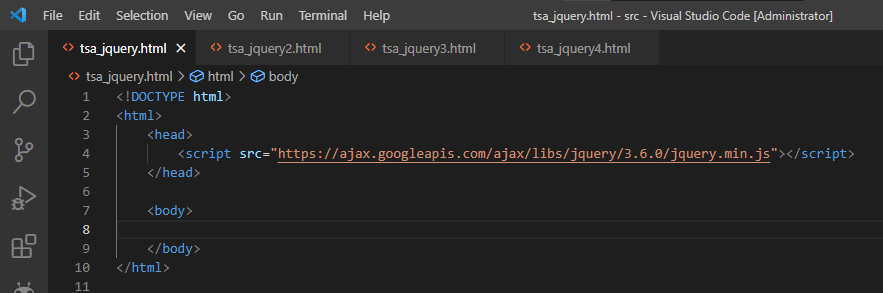 File Edit Selection View Go Run Terminal Help tsa_jquery.html - src - Visual Studio Code [Administrator]
tsa_jquery.html tsa_jquery2.html tsa_jquery3.html tsa_jquery4.html
tsa_jquery.html > html > body
1 <!DOCTYPE html>
2 <html>
3 <head>
4 <script src="https://ajax.googleapis.com/ajax/libs/jquery/3.6.0/jquery.min.js"></script>
5 </head>
6
7 <body>
8
9 </body>
10 </html>
11